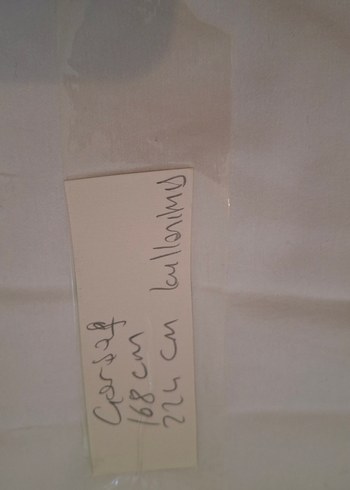 Çarşaf
168 cm
224 cm kullanılmış